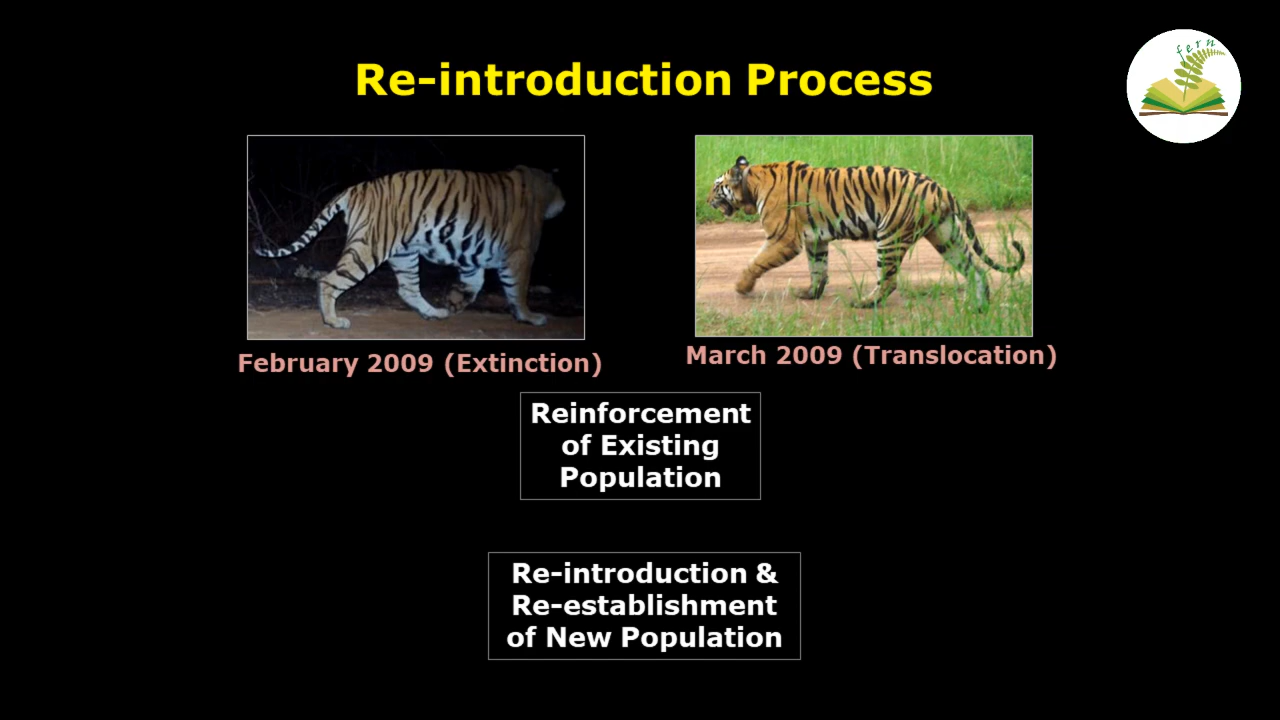 fern
Re-introduction Process
February 2009 (Extinction)
March 2009 (Translocation)
Reinforcement
of Existing
Population
Re-introduction &
Re-establishment
of New Population